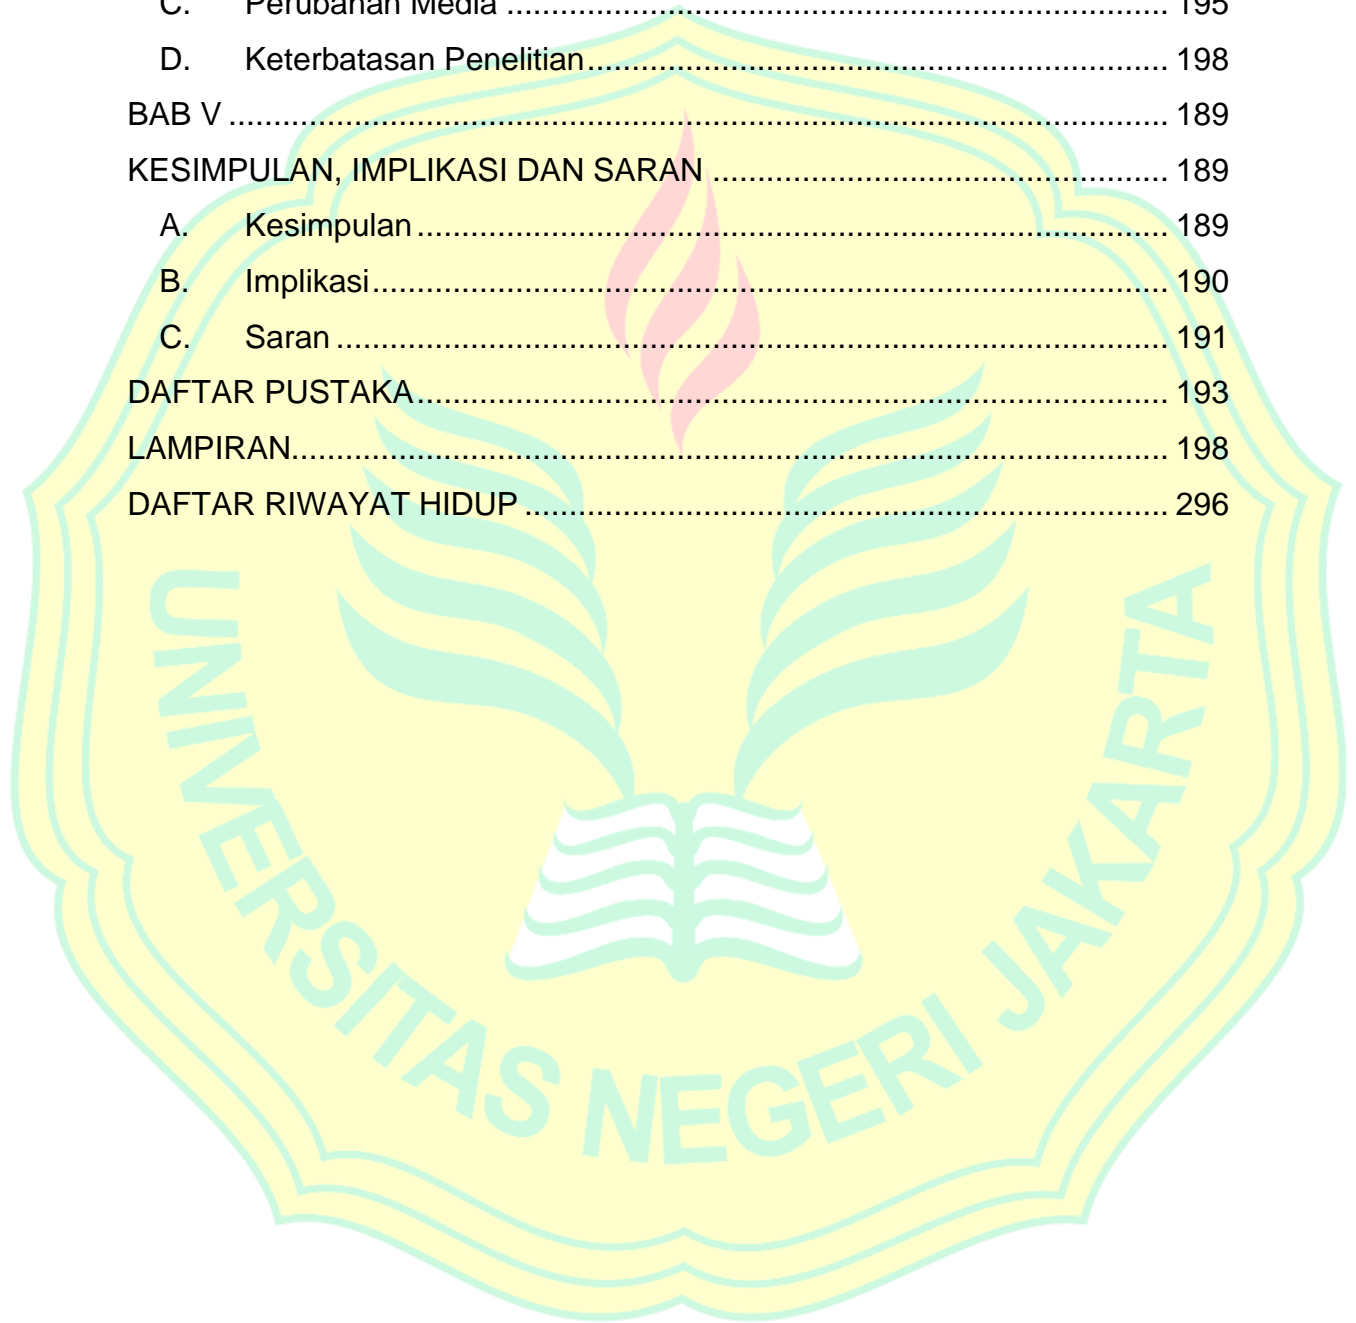 C. Perubahan Media ........................................................................ 195
D. Keterbatasan Penelitian ............................................................... 198
BAB V ........................................................................................................ 189
KESIMPULAN, IMPLIKASI DAN SARAN .................................................. 189
A. Kesimpulan .................................................................................. 189
B. Implikasi ....................................................................................... 190
C. Saran ........................................................................................... 191
DAFTAR PUSTAKA ................................................................................... 193
LAMPIRAN ................................................................................................. 198
DAFTAR RIWAYAT HIDUP ....................................................................... 296
UNIVERSITAS NEGERI JAKARTA